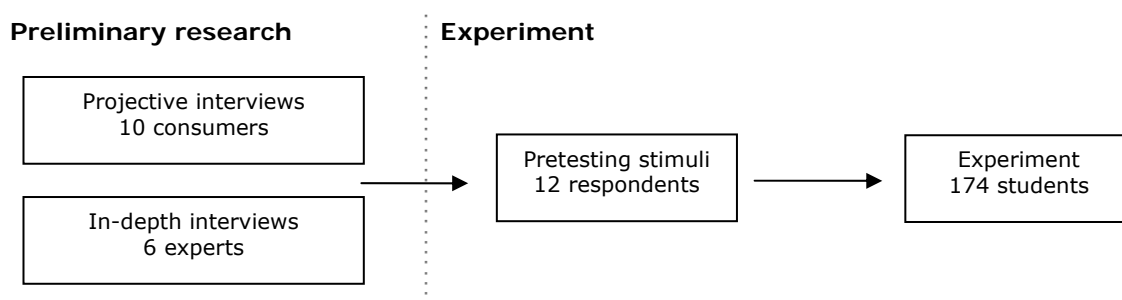 Preliminary research
Experiment
Projective interviews
10 consumers
In-depth interviews
6 experts
Pretesting stimuli
12 respondents
Experiment
174 students